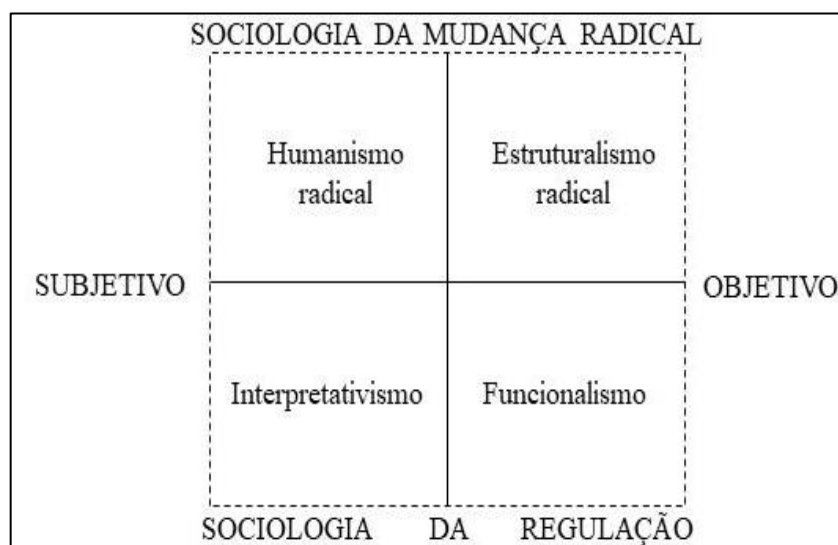 SOCIOLOGIA DA MUDANÇA RADICAL
Humanismo
radical
Estruturalismo
radical
SUBJETIVO
OBJETIVO
Interpretativismo
Funcionalismo
SOCIOLOGIA DA REGULAÇÃO